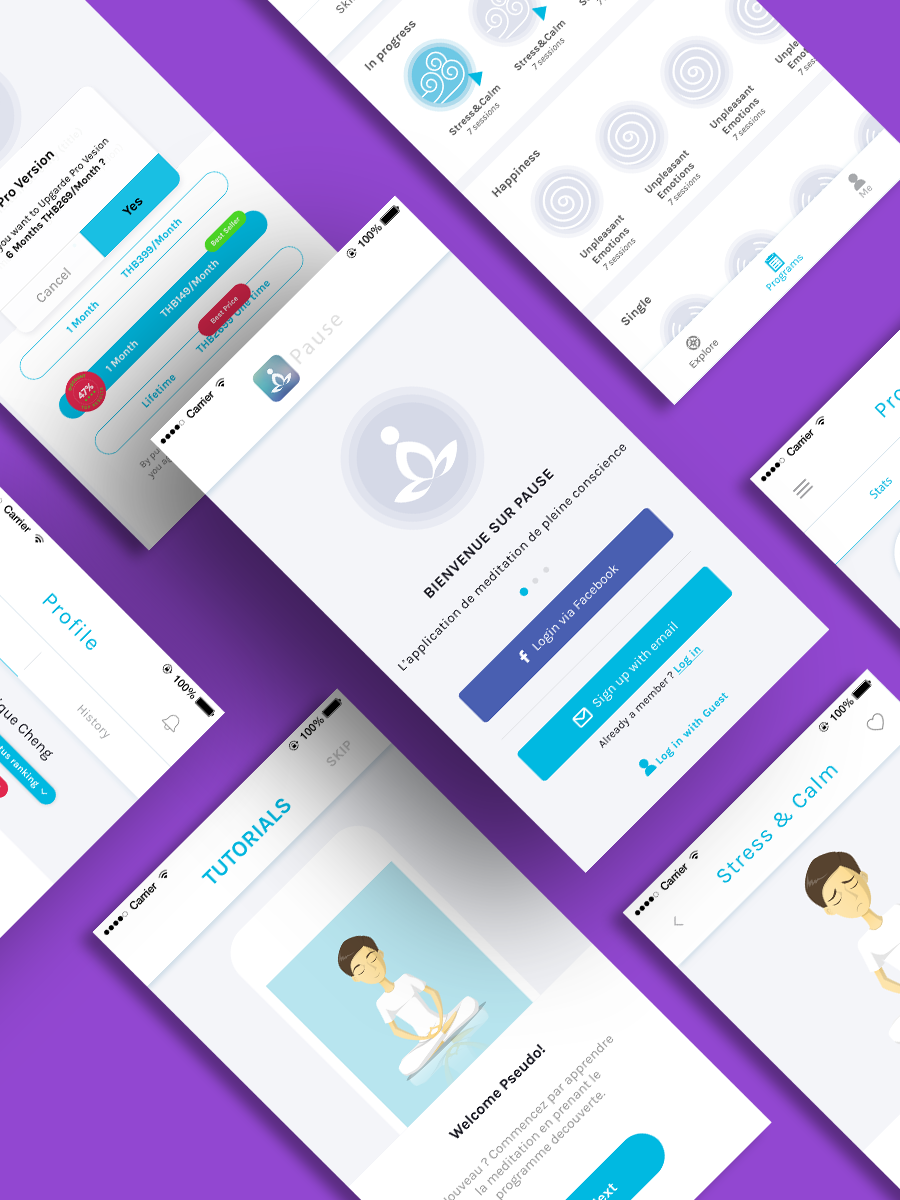 Pro Version
you want to Upgarde Pro Vesion
6 Months THB269/Month ?
Cancel
Yes
1 Month
THB399/Month
Best Seller
1 Month
THB149/Month
47%
Best Price
Lifetime
THB2699 One time
By pu
you ag
In progress
Stress&Calm
7 sessions
Stress&Calm
7 sessions
Happiness
Unpleasant
Emotions
7 sessions
Unpleasant
Emotions
7 sessions
Unpleasant
Emotions
7 sessions
Unple
Emo
7 se
Single
Explore
Programs
Me
Carrier
100%
Pause
BIENVENUE SUR PAUSE
L'application de meditation de pleine conscience
Login via Facebook
Sign up with email
Already a member ? Log in
Log in with Guest
Carrier
Pro
Stats
Carrier
100%
Profile
History
que Cheng
tus ranking
Carrier
100%
SKIP
TUTORIALS
Welcome Pseudo!
Nouveau ? Commencez par apprendre
la meditation en prenant le
programme decouverte.
Next
Carrier
100%
Stress & Calm